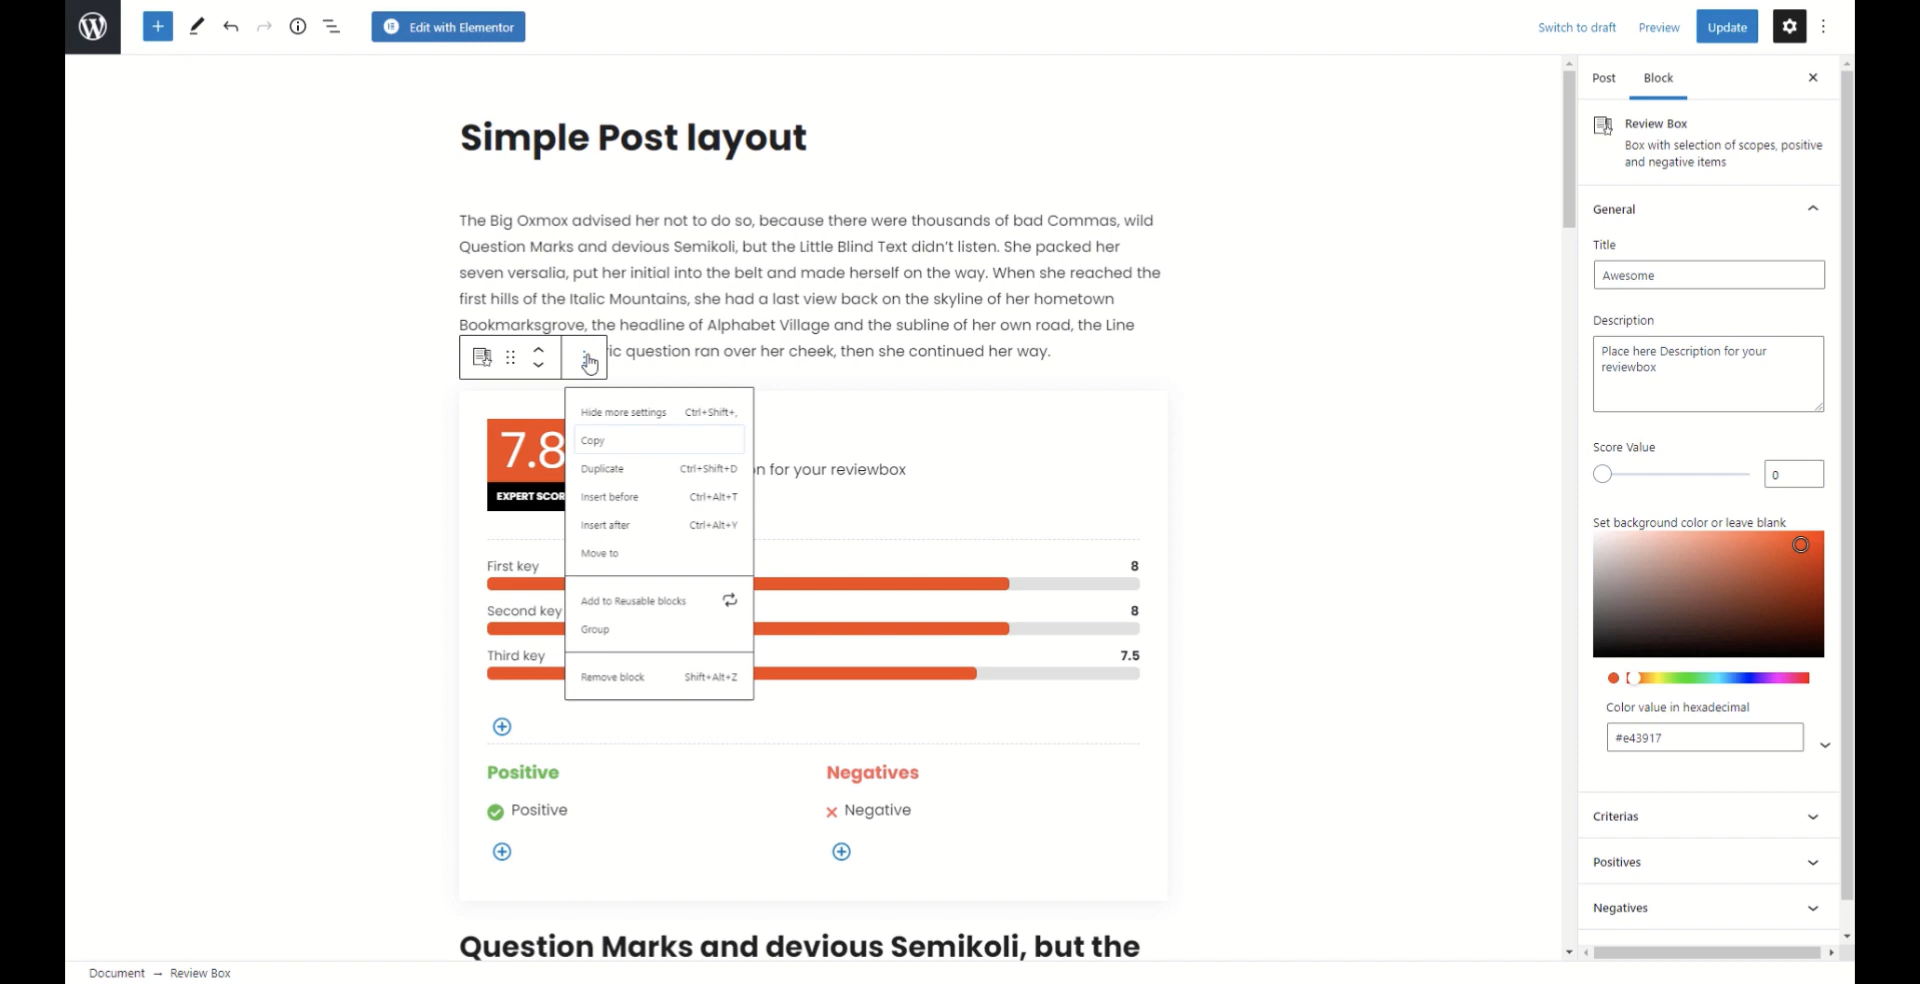 Edit with Elementor
Switch to draft
Preview
Update
Simple Post layout
The Big Oxmox advised her not to do so, because there were thousands of bad Commas, wild
Question Marks and devious Semikoli, but the Little Blind Text didn't listen. She packed her
seven versalia, put her initial into the belt and made herself on the way. When she reached the
first hills of the Italic Mountains, she had a last view back on the skyline of her hometown
Bookmarksgrove, the headline of Alphabet Village and the subline of her own road, the Line
question ran over her cheek, then she continued her way.
Hide more settings Ctrl+Shift+,
Copy
Duplicate Ctrl+Shift+D
Insert before Ctrl+Alt+T
Insert after Ctrl+Alt+Y
Move to
Add to Reusable blocks
Group
Remove block Shift+Alt+Z
7.8
EXPERT SCOR
for your reviewbox
First key 8
Second key 8
Third key 7.5
Positive
Positive
Negatives
Negative
Question Marks and devious Semikoli, but the
Document → Review Box
Post
Block
Review Box
Box with selection of scopes, positive
and negative items
General
Title
Awesome
Description
Place here Description for your
reviewbox
Score Value
0
Set background color or leave blank
Color value in hexadecimal
#e43917
Criterias
Positives
Negatives